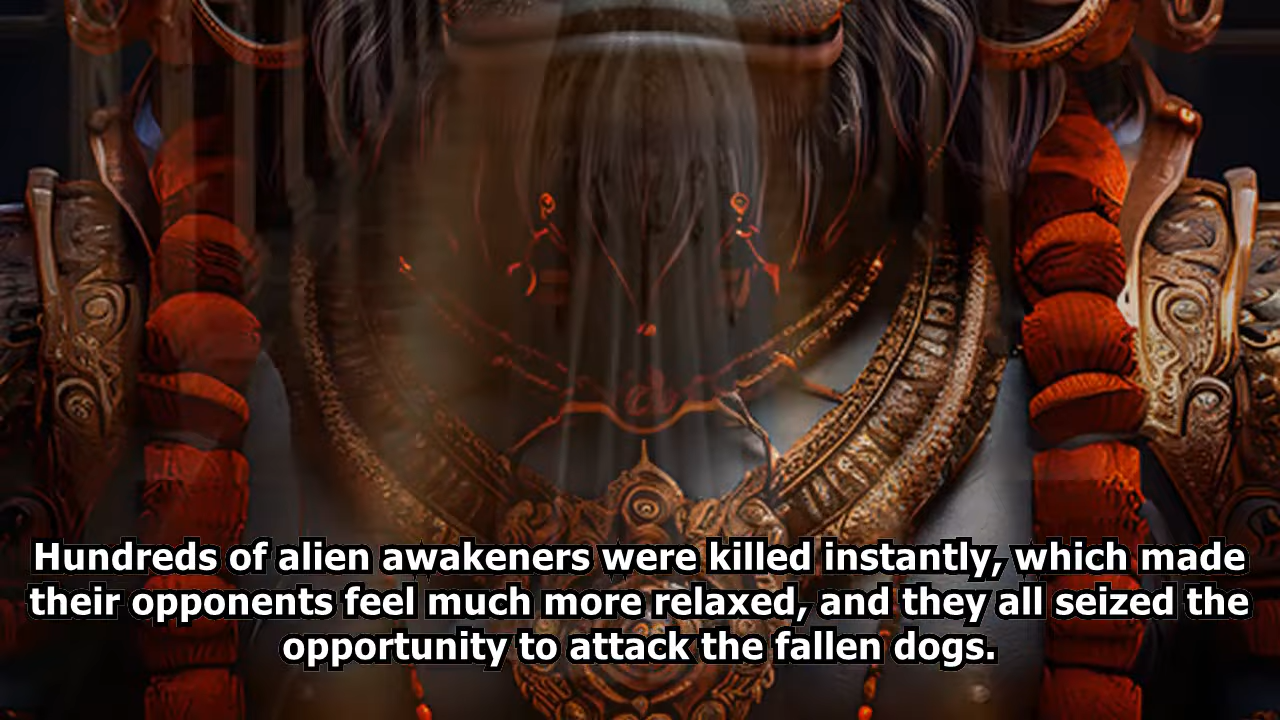 Hundreds of alien awakeners were killed instantly, which made
their opponents feel much more relaxed, and they all seized the
opportunity to attack the fallen dogs.